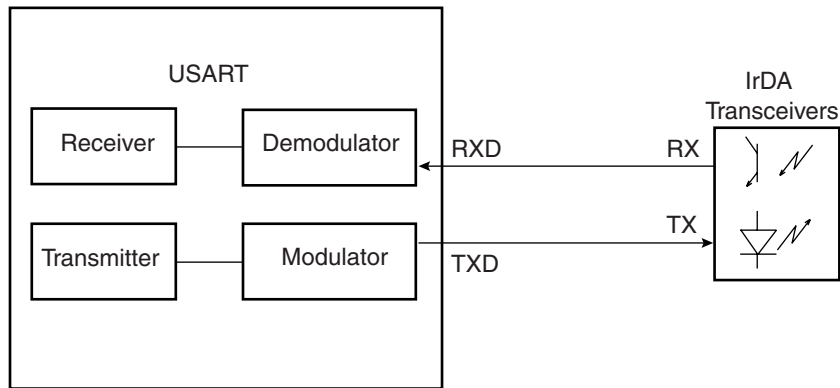 USART
IrDA
Transceivers
Receiver
Demodulator
RXD
RX
Transmitter
Modulator
TXD
TX